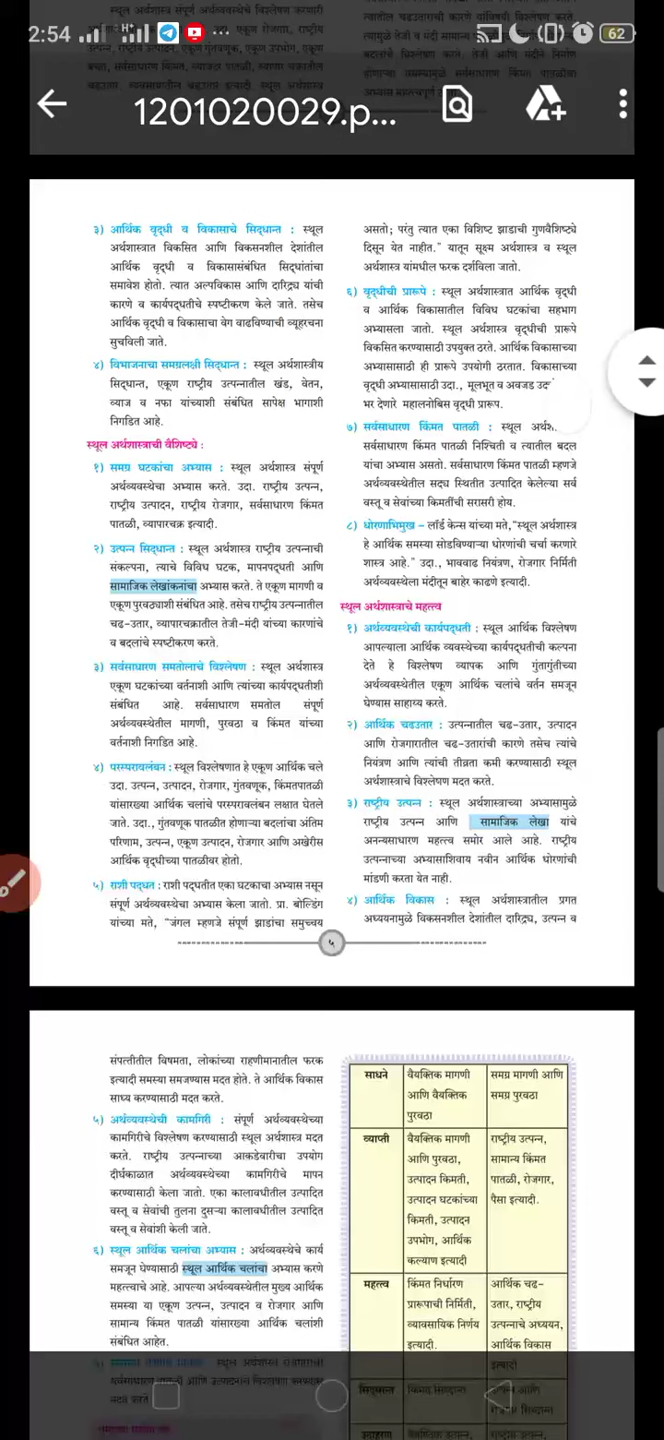 2:54
62
1201020029.p...
३) आर्थिक वृद्धी व विकासाचे सिद्धान्त : स्थूल
अर्थशास्त्रात विकसित आणि विकसनशील देशांतील
आर्थिक वृद्धी व विकासासंबंधित सिद्धांतांचा
समावेश होतो. त्यात अल्पविकास आणि दारिद्र्य यांची
कारणे व कार्यपद्धतीचे स्पष्टीकरण केले जाते. तसेच
आर्थिक वृद्धी व विकासाचा वेग वाढविण्याची व्यूहरचना
सुचविली जाते.
४) विभाजनाचा समग्रलक्षी सिद्धान्त : स्थूल अर्थशास्त्रीय
सिद्धान्त, एकूण राष्ट्रीय उत्पन्नातील खंड, वेतन,
व्याज व नफा यांच्याशी संबंधित सापेक्ष भागाशी
निगडित आहे.
स्थूल अर्थशास्त्राची वैशिष्ट्ये :
१) समग्र घटकांचा अभ्यास : स्थूल अर्थशास्त्र संपूर्ण
अर्थव्यवस्थेचा अभ्यास करते. उदा. राष्ट्रीय उत्पन्न,
राष्ट्रीय उत्पादन, राष्ट्रीय रोजगार, सर्वसाधारण किंमत
पातळी, व्यापारचक्र इत्यादी.
२) उत्पन्न सिद्धान्त : स्थूल अर्थशास्त्र राष्ट्रीय उत्पन्नाची
संकल्पना, त्याचे विविध घटक, मापनपद्धती आणि
सामाजिक लेखांकनांचा अभ्यास करते. ते एकूण मागणी व
एकूण पुरवठ्याशी संबंधित आहे. तसेच राष्ट्रीय उत्पन्नातील
चढ-उतार, व्यापारचक्रातील तेजी-मंदी यांच्या कारणांचे
व बदलांचे स्पष्टीकरण करते.
३) सर्वसाधारण समतोलाचे विश्लेषण : स्थूल अर्थशास्त्र
एकूण घटकांच्या वर्तनाशी आणि त्यांच्या कार्यपद्धतीशी
संबंधित आहे. सर्वसाधारण समतोल संपूर्ण
अर्थव्यवस्थेतील मागणी, पुरवठा व किंमत यांच्या
वर्तनाशी निगडित आहे.
४) परस्परावलंबन : स्थूल विश्लेषणात हे एकूण आर्थिक चले
उदा. उत्पन्न, उत्पादन, रोजगार, गुंतवणूक, किंमतपातळी
यांसारख्या आर्थिक चलांचे परस्परावलंबन लक्षात घेतले
जाते. उदा., गुंतवणूक पातळीत होणाऱ्या बदलांचा अंतिम
परिणाम, उत्पन्न, एकूण उत्पादन, रोजगार आणि अखेरीस
आर्थिक वृद्धीच्या पातळीवर होतो.
५) राशी पद्धत : राशी पद्धतीत एका घटकाचा अभ्यास नसून
संपूर्ण अर्थव्यवस्थेचा अभ्यास केला जातो. प्रा. बोल्डिंग
यांच्या मते, "जंगल म्हणजे संपूर्ण झाडांचा समुच्चय
असतो; परंतु त्यात एका विशिष्ट झाडाची गुणवैशिष्ट्ये
दिसून येत नाहीत." यातून सूक्ष्म अर्थशास्त्र व स्थूल
अर्थशास्त्र यांमधील फरक दर्शविला जातो.
६) वृद्धीची प्रारूपे : स्थूल अर्थशास्त्रात आर्थिक वृद्धी
व आर्थिक विकासातील विविध घटकांचा सहभाग
अभ्यासला जातो. स्थूल अर्थशास्त्र वृद्धीची प्रारूपे
विकसित करण्यासाठी उपयुक्त ठरते. आर्थिक विकासाच्या
अभ्यासासाठी ही प्रारूपे उपयोगी ठरतात. विकासाच्या
वृद्धी अभ्यासासाठी उदा., मूलभूत व अवजड
भर देणारे महालनोबिस वृद्धी प्रारूप.
७) सर्वसाधारण किंमत पातळी : स्थूल
सर्वसाधारण किंमत पातळी निश्चिती व त्यातील बदल
यांचा अभ्यास असतो. सर्वसाधारण किंमत पातळी म्हणजे
अर्थव्यवस्थेतील सद्य स्थितीत उत्पादित केलेल्या सर्व
वस्तू व सेवांच्या किमतींची सरासरी होय.
८) धोरणाभिमुख – लॉर्ड केन्स यांच्या मते,"स्थूल अर्थशास्त्र
हे आर्थिक समस्या सोडविण्याऱ्या धोरणांची चर्चा करणारे
शास्त्र आहे." उदा., भाववाढ नियंत्रण, रोजगार निर्मिती
अर्थव्यवस्थेला मंदीतून बाहेर काढणे इत्यादी.
स्थूल अर्थशास्त्राचे महत्त्व
१) अर्थव्यवस्थेची कार्यपद्धती : स्थूल आर्थिक विश्लेषण
आपल्याला आर्थिक व्यवस्थेच्या कार्यपद्धतीची कल्पना
देते हे विश्लेषण व्यापक आणि गुंतागुंतीच्या
अर्थव्यवस्थेतील एकूण आर्थिक चलांचे वर्तन समजून
घेण्यास साहाय्य करते.
२) आर्थिक चढउतार : उत्पन्नातील चढ-उतार, उत्पादन
आणि रोजगारातील चढ-उतारांची कारणे तसेच त्यांचे
नियंत्रण आणि त्यांची तीव्रता कमी करण्यासाठी स्थूल
अर्थशास्त्राचे विश्लेषण मदत करते.
३) राष्ट्रीय उत्पन्न : स्थूल अर्थशास्त्राच्या अभ्यासामुळे
राष्ट्रीय उत्पन्न आणि सामाजिक लेखा यांचे
अनन्यसाधारण महत्त्व समोर आले आहे. राष्ट्रीय
उत्पन्नाच्या अभ्यासाशिवाय नवीन आर्थिक धोरणांची
मांडणी करता येत नाही.
४) आर्थिक विकास : स्थूल अर्थशास्त्रातील प्रगत
अध्ययनामुळे विकसनशील देशांतील दारिद्र्य, उत्पन्न व
५
संपत्तीतील विषमता, लोकांच्या राहणीमानातील फरक
इत्यादी समस्या समजण्यास मदत होते. ते आर्थिक विकास
साध्य करण्यासाठी मदत करते.
५) अर्थव्यवस्थेची कामगिरी : संपूर्ण अर्थव्यवस्थेच्या
कामगिरीचे विश्लेषण करण्यासाठी स्थूल अर्थशास्त्र मदत
करते. राष्ट्रीय उत्पन्नाच्या आकडेवारीचा उपयोग
दीर्घकाळात अर्थव्यवस्थेच्या कामगिरीचे मापन
करण्यासाठी केला जातो. एका कालावधीतील उत्पादित
वस्तू व सेवांची तुलना दुसऱ्या कालावधीतील उत्पादित
वस्तू व सेवांशी केली जाते.
६) स्थूल आर्थिक चलांचा अभ्यास : अर्थव्यवस्थेचे कार्य
समजून घेण्यासाठी स्थूल आर्थिक चलांचा अभ्यास करणे
महत्त्वाचे आहे. आपल्या अर्थव्यवस्थेतील मुख्य आर्थिक
समस्या या एकूण उत्पन्न, उत्पादन व रोजगार आणि
सामान्य किंमत पातळी यांसारख्या आर्थिक चलांशी
संबंधित आहेत.
साधने वैयक्तिक मागणी समग्र मागणी आणि
आणि वैयक्तिक समग्र पुरवठा
पुरवठा
व्याप्ती वैयक्तिक मागणी राष्ट्रीय उत्पन्न,
आणि पुरवठा, सामान्य किंमत
उत्पादन किमती, पातळी, रोजगार,
उत्पादन घटकांच्या पैसा इत्यादी.
किमती, उत्पादन
उपभोग, आर्थिक
कल्याण इत्यादी
महत्त्व किंमत निर्धारण आर्थिक चढ-
प्रारूपाची निर्मिती, उतार, राष्ट्रीय
व्यावसायिक निर्णय उत्पन्नाचे अध्ययन,
इत्यादी. आर्थिक विकास
इत्यादी